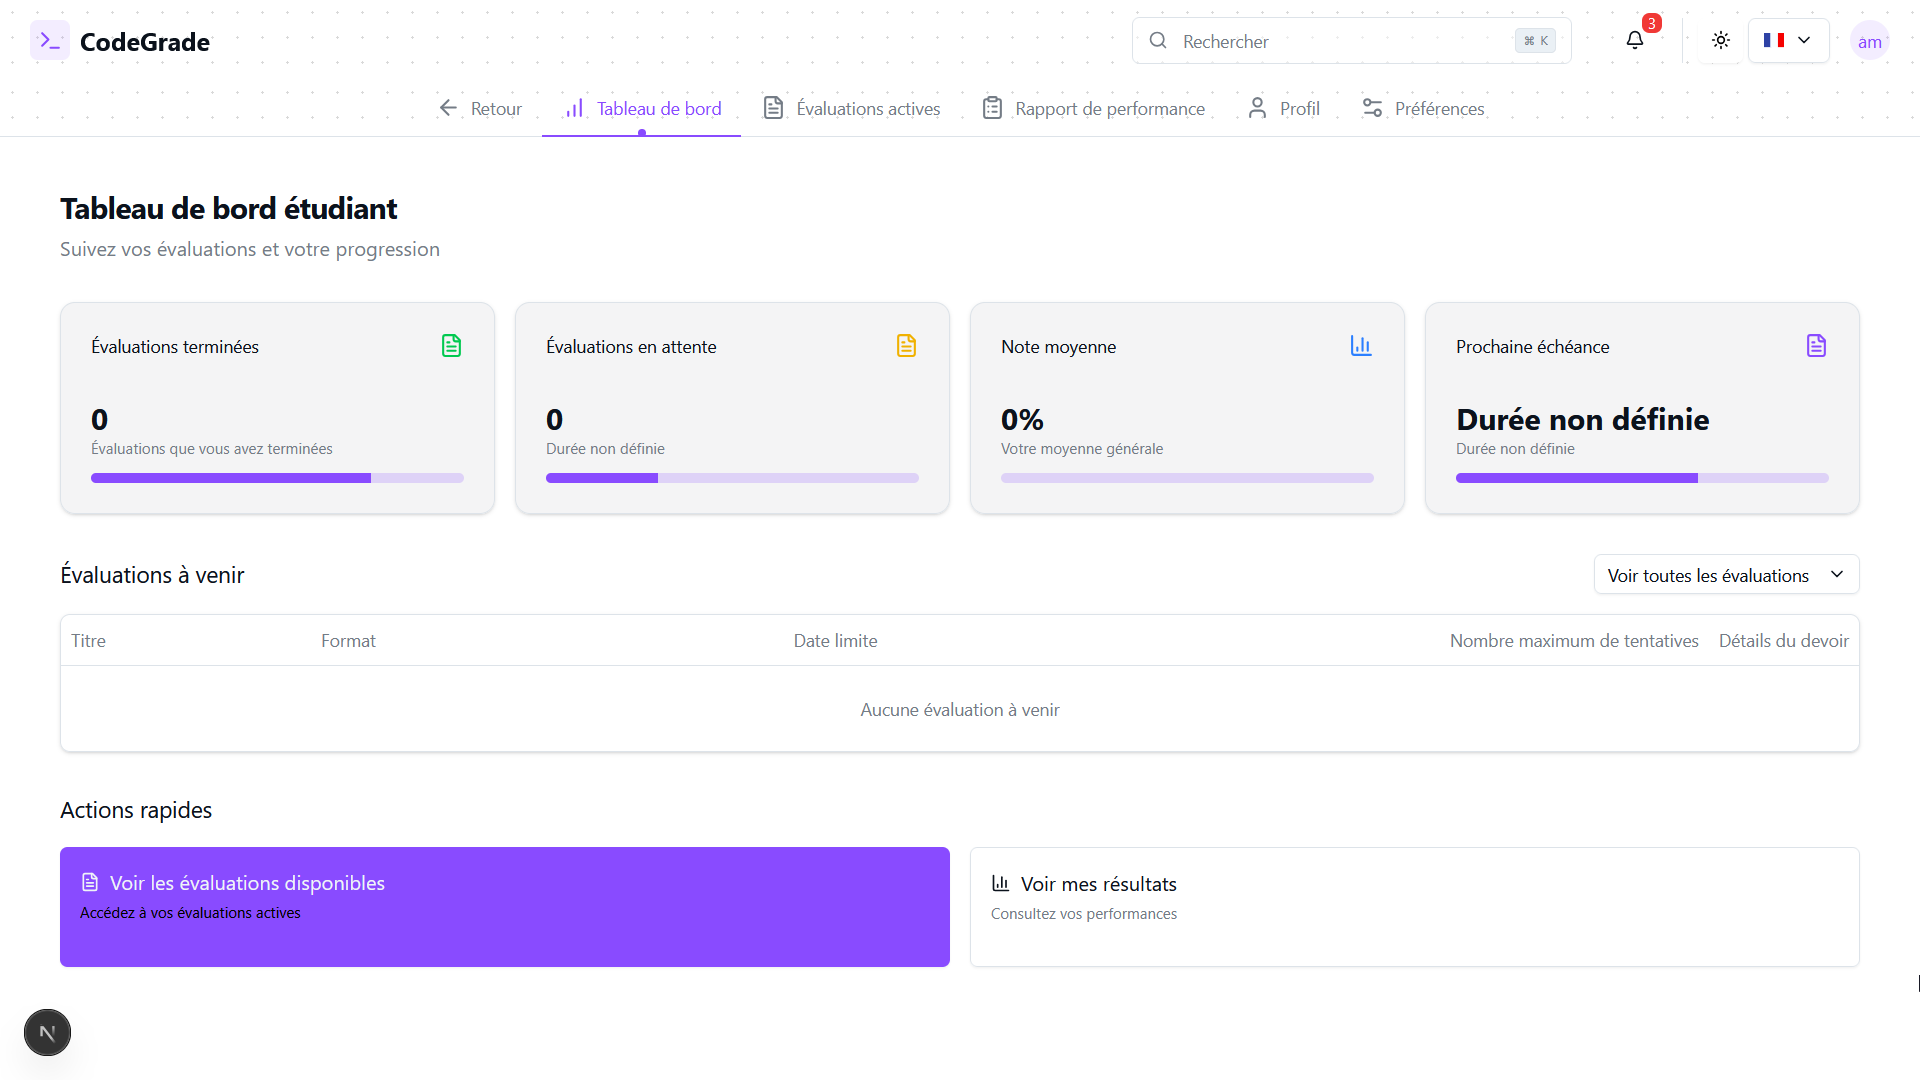 CodeGrade
Rechercher
⌘ K
3
am
Retour
Tableau de bord
Évaluations actives
Rapport de performance
Profil
Préférences
Tableau de bord étudiant
Suivez vos évaluations et votre progression
Évaluations terminées
0
Évaluations que vous avez terminées
Évaluations en attente
0
Durée non définie
Note moyenne
0%
Votre moyenne générale
Prochaine échéance
Durée non définie
Durée non définie
Évaluations à venir
Voir toutes les évaluations
Titre
Format
Date limite
Nombre maximum de tentatives
Détails du devoir
Aucune évaluation à venir
Actions rapides
Voir les évaluations disponibles
Accédez à vos évaluations actives
Voir mes résultats
Consultez vos performances
N